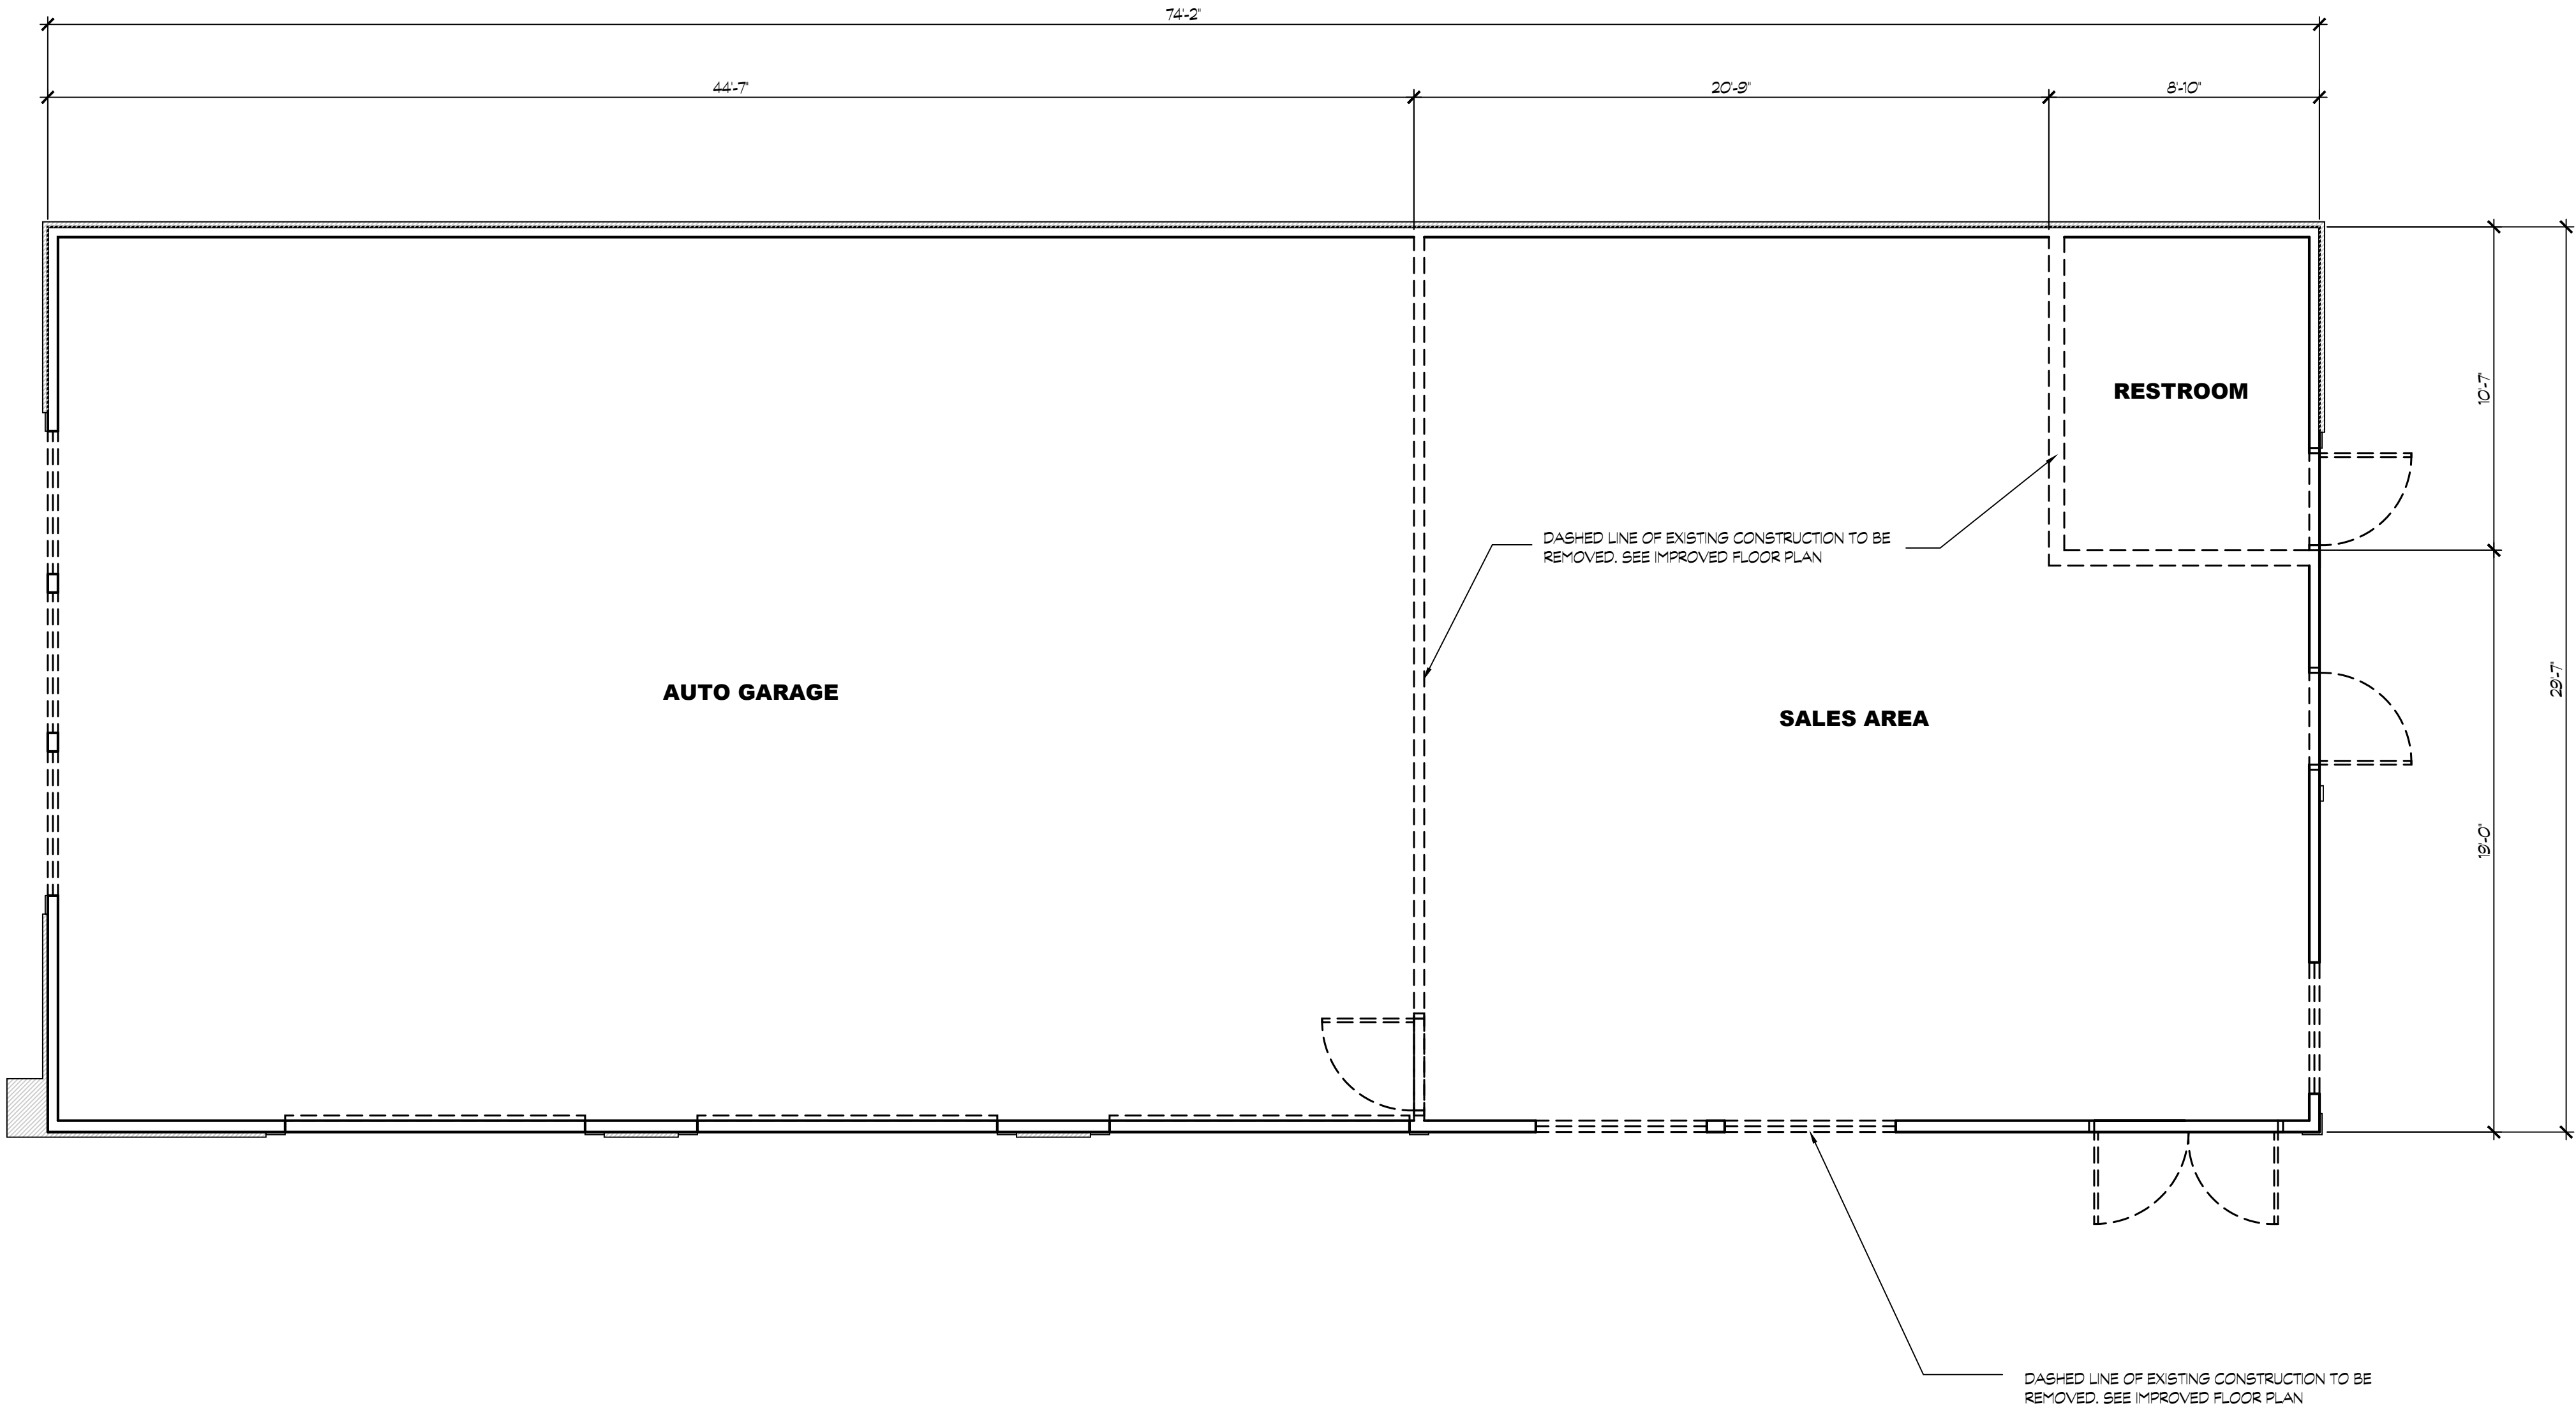 74'-2"
44'-7"
20'-9"
8'-10"
RESTROOM
10'-7"
DASHED LINE OF EXISTING CONSTRUCTION TO BE
REMOVED. SEE IMPROVED FLOOR PLAN
AUTO GARAGE
SALES AREA
29'-7"
19'-0"
DASHED LINE OF EXISTING CONSTRUCTION TO BE
REMOVED. SEE IMPROVED FLOOR PLAN